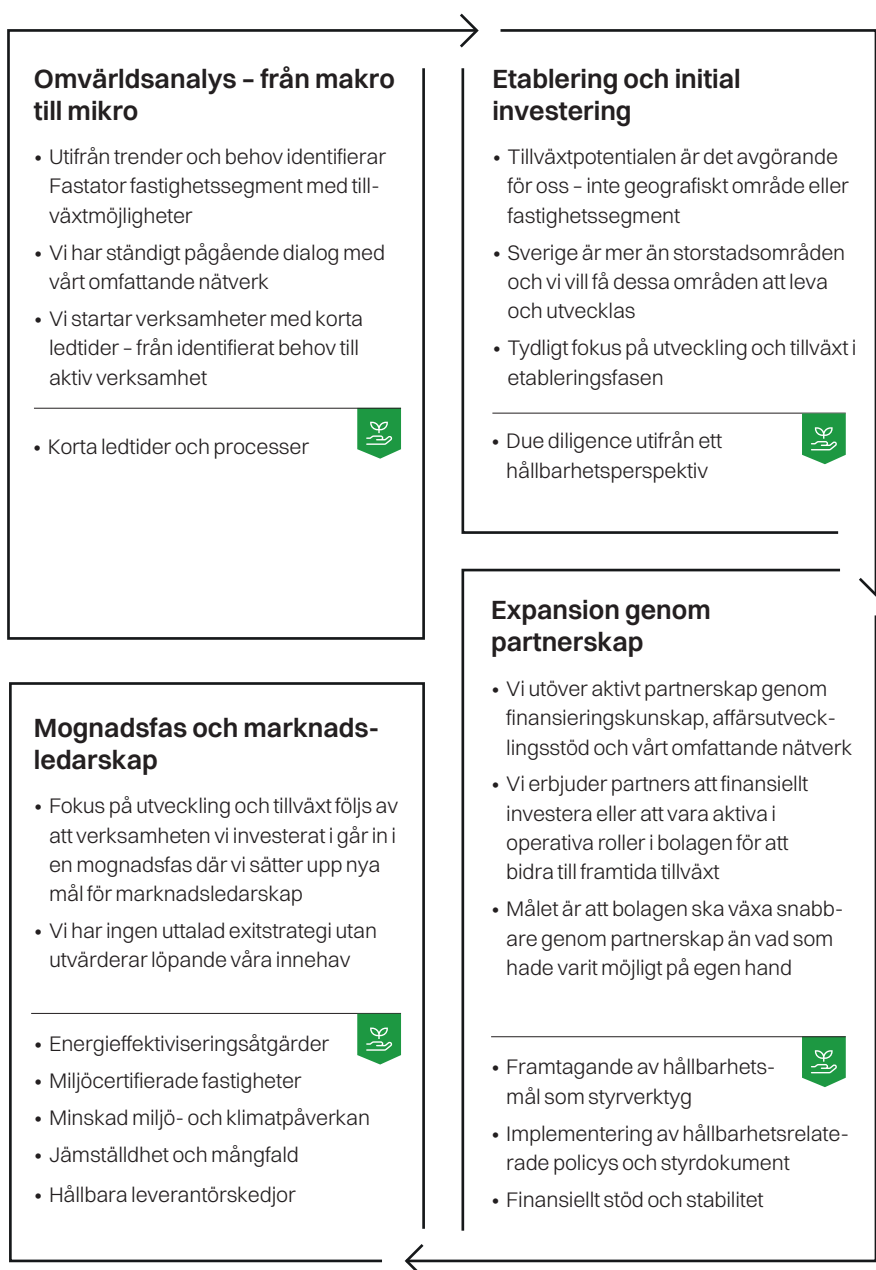 Omvärldsanalys – från makro
till mikro
• Utifrån trender och behov identifierar
Fastator fastighetssegment med till-
växtmöjligheter
• Vi har ständigt pågående dialog med
vårt omfattande nätverk
• Vi startar verksamheter med korta
ledtider – från identifierat behov till
aktiv verksamhet
• Korta ledtider och processer
Etablering och initial
investering
• Tillväxtpotentialen är det avgörande
för oss – inte geografiskt område eller
fastighetssegment
• Sverige är mer än storstadsområden
och vi vill få dessa områden att leva
och utvecklas
• Tydligt fokus på utveckling och tillväxt i
etableringsfasen
• Due diligence utifrån ett
hållbarhetsperspektiv
Expansion genom
partnerskap
• Vi utöver aktivt partnerskap genom
finansieringskunskap, affärsutveck-
lingsstöd och vårt omfattande nätverk
• Vi erbjuder partners att finansiellt
investera eller att vara aktiva i
operativa roller i bolagen för att
bidra till framtida tillväxt
• Målet är att bolagen ska växa snabb-
are genom partnerskap än vad som
hade varit möjligt på egen hand
• Framtagande av hållbarhets-
mål som styrverktyg
• Implementering av hållbarhetsrelate-
rade policys och styrdokument
• Finansiellt stöd och stabilitet
Mognadsfas och marknads-
ledarskap
• Fokus på utveckling och tillväxt följs av
att verksamheten vi investerat i går in i
en mognadsfas där vi sätter upp nya
mål för marknadsledarskap
• Vi har ingen uttalad exitstrategi utan
utvärderar löpande våra innehav
• Energieffektiviseringsåtgärder
• Miljöcertifierade fastigheter
• Minskad miljö- och klimatpåverkan
• Jämställdhet och mångfald
• Hållbara leverantörskedjor